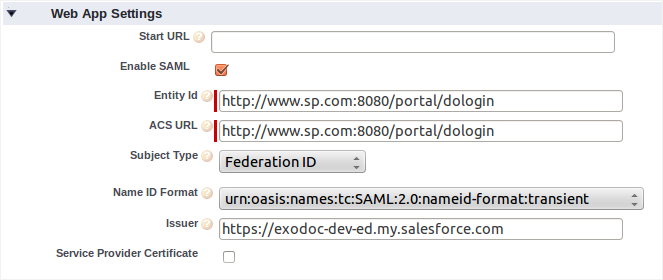 Web App Settings
Start URL
Enable SAML
Entity Id http://www.sp.com:8080/portal/dologin
ACS URL http://www.sp.com:8080/portal/dologin
Subject Type Federation ID
Name ID Format urn:oasis:names:tc:SAML:2.0:nameid-format:transient
Issuer https://exodoc-dev-ed.my.salesforce.com
Service Provider Certificate